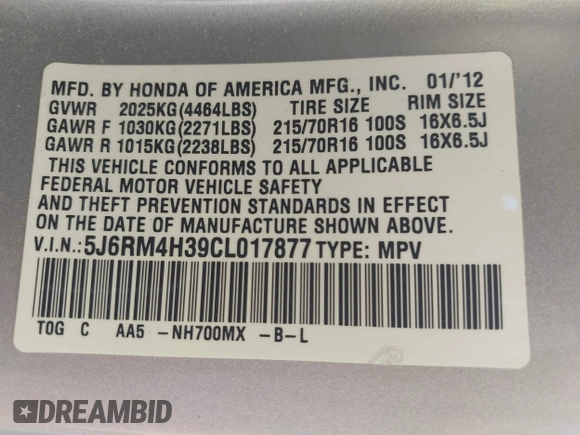 MFD. BY HONDA OF AMERICA MFG., INC. 01/'12
GVWR 2025KG(4464LBS) TIRE SIZE RIM SIZE
GAWR F 1030KG(2271LBS) 215/70R16 100S 16X6.5J
GAWR R 1015KG(2238LBS) 215/70R16 100S 16X6.5J
THIS VEHICLE CONFORMS TO ALL APPLICABLE
FEDERAL MOTOR VEHICLE SAFETY
AND THEFT PREVENTION STANDARDS IN EFFECT
ON THE DATE OF MANUFACTURE SHOWN ABOVE.
V.I.N.: 5J6RM4H39CL017877 TYPE: MPV
T0G C AA5 -NH700MX -B-L
DREAMBID